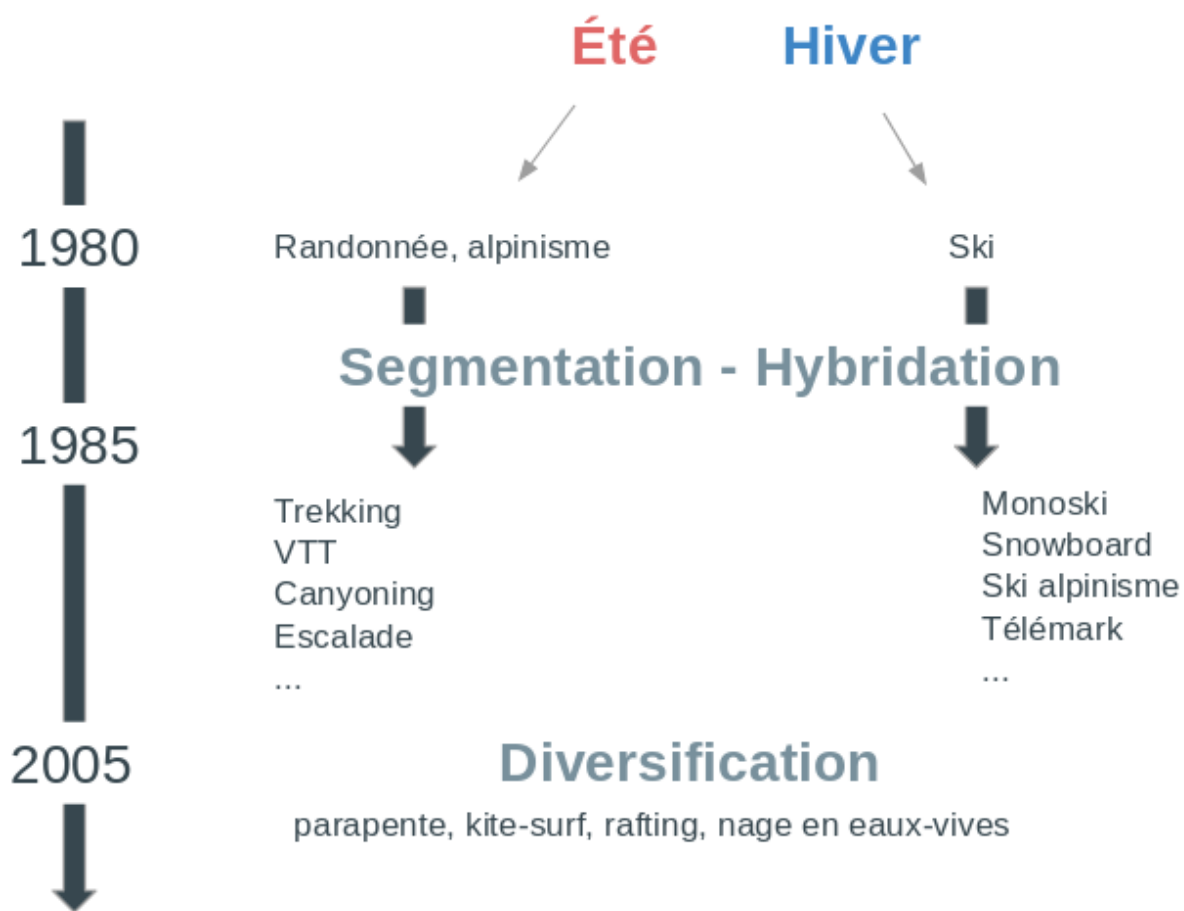 Été Hiver
1980 Randonnée, alpinisme Ski
Segmentation - Hybridation
1985
Trekking
VTT
Canyoning
Escalade
...
Monoski
Snowboard
Ski alpinisme
Télémark
...
2005 Diversification
parapente, kite-surf, rafting, nage en eaux-vives